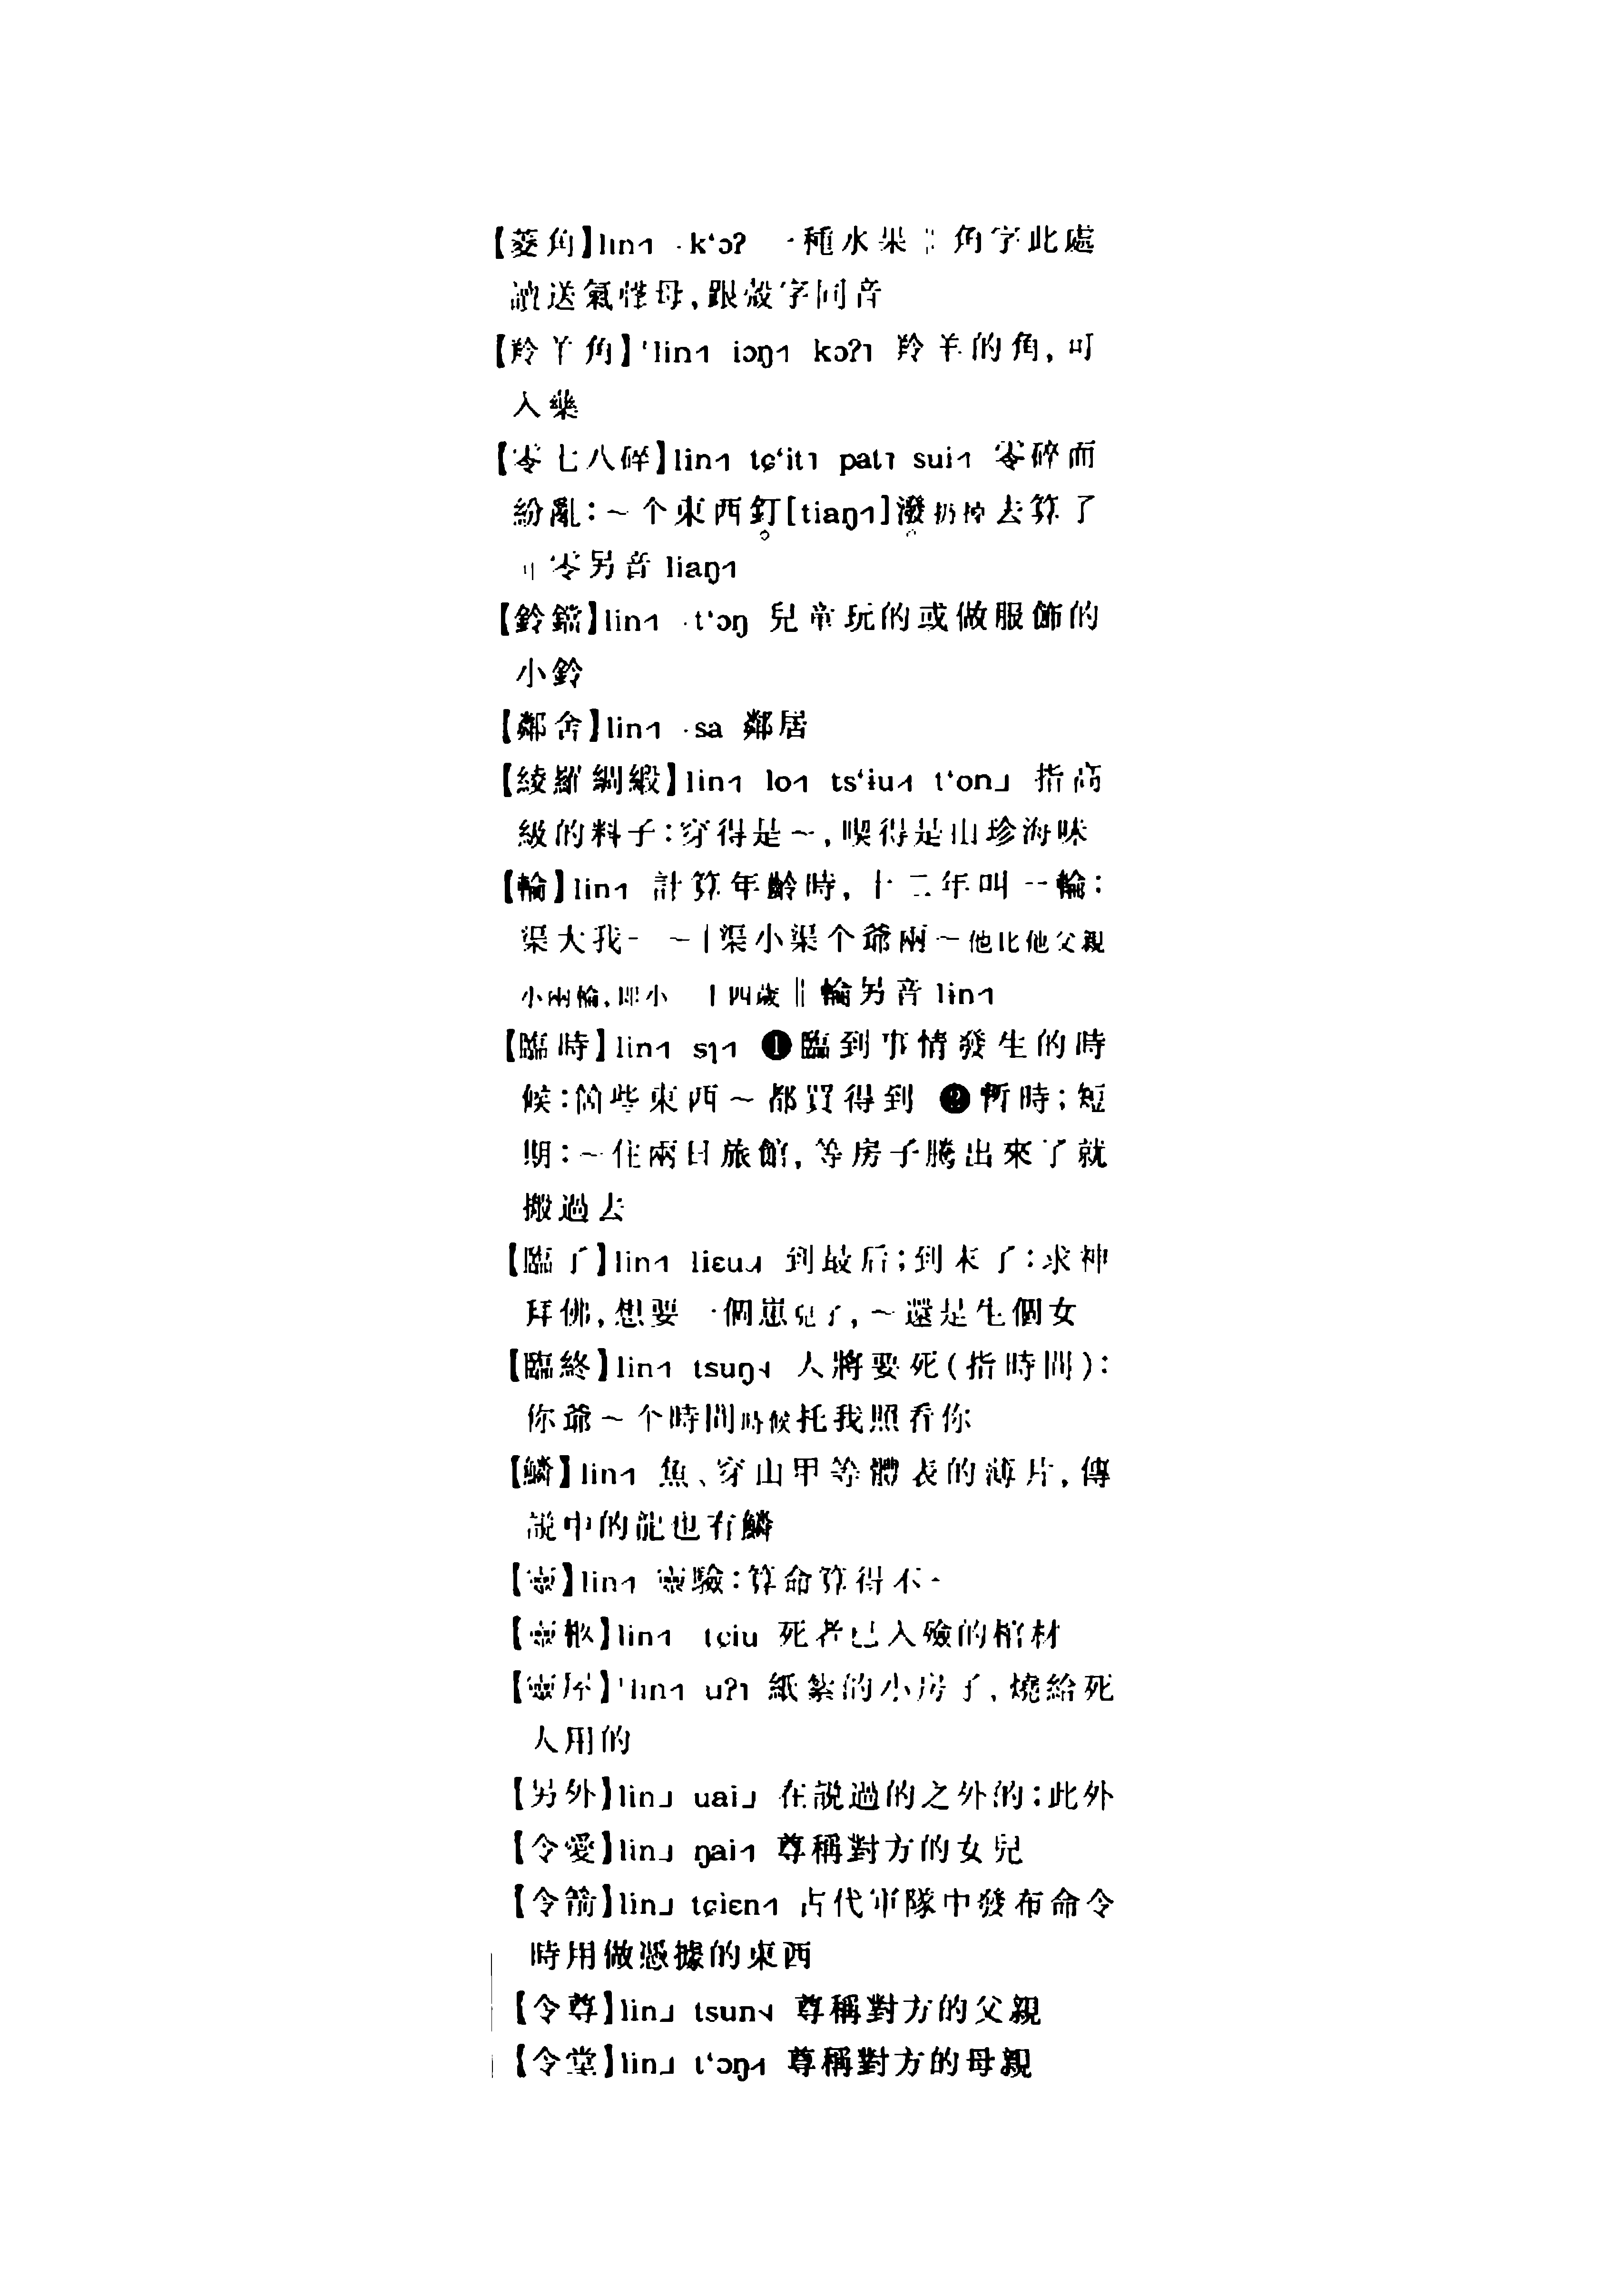 【菱角】lin˧˥ ·k‘ɔʔ 一種水果‖角字此處
讀送氣聲母,跟殼字同音
【羚羊角】'lin˧˥ iɔŋ˧˥ kɔʔ˥ 羚羊的角,可
入藥
【零七八碎】lin˧˥ tɕ‘it˥ pat˥ sui˧˥ 零碎而
紛亂:～个東西釘[tiaŋ˧˥]潑扔掉去算了
‖零另音 liaŋ˧˥
【鈴鐺】lin˧˥ ·t‘ɔŋ 兒童玩的或做服飾的
小鈴
【鄰舍】lin˧˥ ·sa 鄰居
【綾羅綢緞】lin˧˥ lo˧˥ ts‘iu˨˦ t‘on˩ 指高
級的料子:穿得是～,喫得是山珍海味
【輪】lin˧˥ 計算年齡時,十二年叫一輪:
渠大我一～|渠小渠个爺兩～他比他父親
小兩輪,即小二十四歲‖輪另音 lin˧˥
【臨時】lin˧˥ sɿ˧˥ ❶臨到事情發生的時
候:箇些東西～都買得到 ❷暫時;短
期:～住兩日旅館,等房子騰出來了就
搬過去
【臨了】lin˧˥ liɛu˨˩˧ 到最后;到末了:求神
拜佛,想要一個崽兒子,～還是生個女
【臨終】lin˧˥ tsuŋ˦˨ 人將要死(指時間):
你爺～个時間時候托我照看你
【鱗】lin˧˥ 魚、穿山甲等體表的薄片,傳
説中的龍也有鱗
【靈】lin˧˥ 靈驗:算命算得不～
【靈柩】lin˧˥ tɕiu 死者已入殮的棺材
【靈屋】'lin˧˥ uʔ˥ 紙紮的小房子,燒給死
人用的
【另外】lin˩ uai˩ 在説過的之外的;此外
【令愛】lin˩ ŋai˧˥ 尊稱對方的女兒
【令箭】lin˩ tɕiɛn˧˥ 古代軍隊中發布命令
時用做憑據的東西
【令尊】lin˩ tsun˦˨ 尊稱對方的父親
【令堂】lin˩ t‘ɔŋ˨˦ 尊稱對方的母親